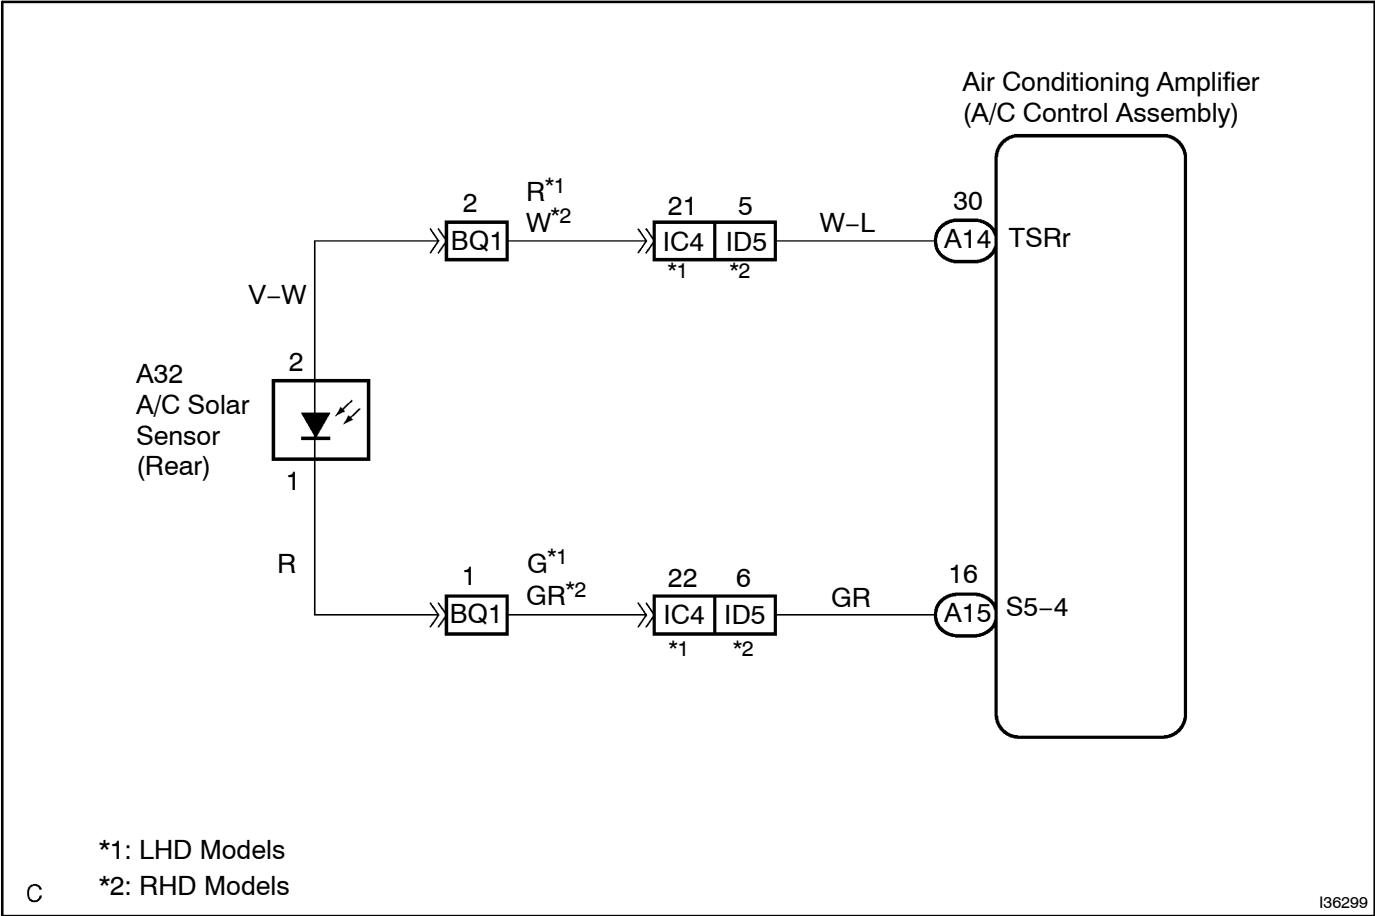 Air Conditioning Amplifier
(A/C Control Assembly)
2
R*1
W*2
21
5
30
BQ1
IC4
ID5
W–L
A14
TSRr
*1
*2
V–W
2
A32
A/C Solar
Sensor
(Rear)
1
R
1
G*1
GR*2
22
6
16
BQ1
IC4
ID5
GR
A15
S5–4
*1
*2
*1: LHD Models
*2: RHD Models
C
I36299